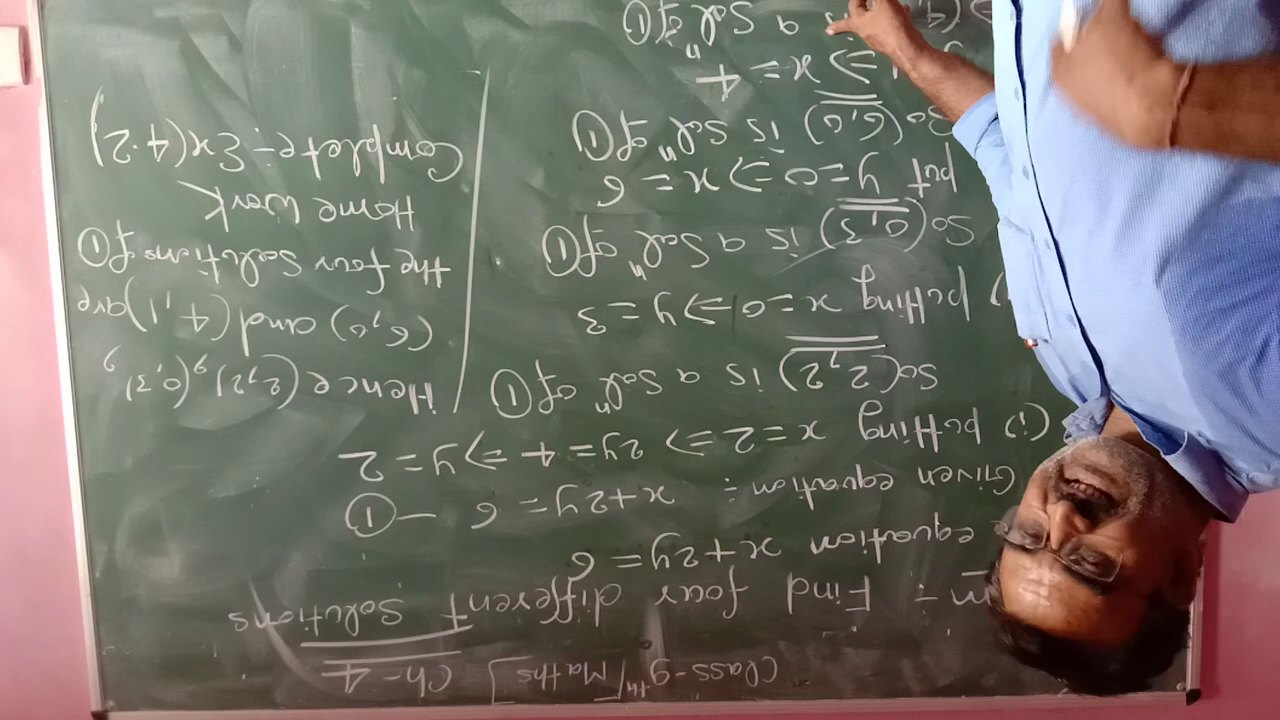 Class-9th [Maths] Ch-4
Find four different Solutions
equation x+2y=6
Given equation:- x+2y=6 —①
(i) putting x=2 => 2y=4 => y=2
So(2,2) is a Solⁿ of ①
) putting x=0 => y=3
So(0,3) is a Solⁿ of ①
put y=0 => x=6
So(6,0) is Solⁿ of ①
=> x=4
is a Solⁿ of ①
Hence (2,2), (0,3),
(6,0) and (4,1) are
the four Solutions of ①
Home Work
Complete:- Ex(4.2)